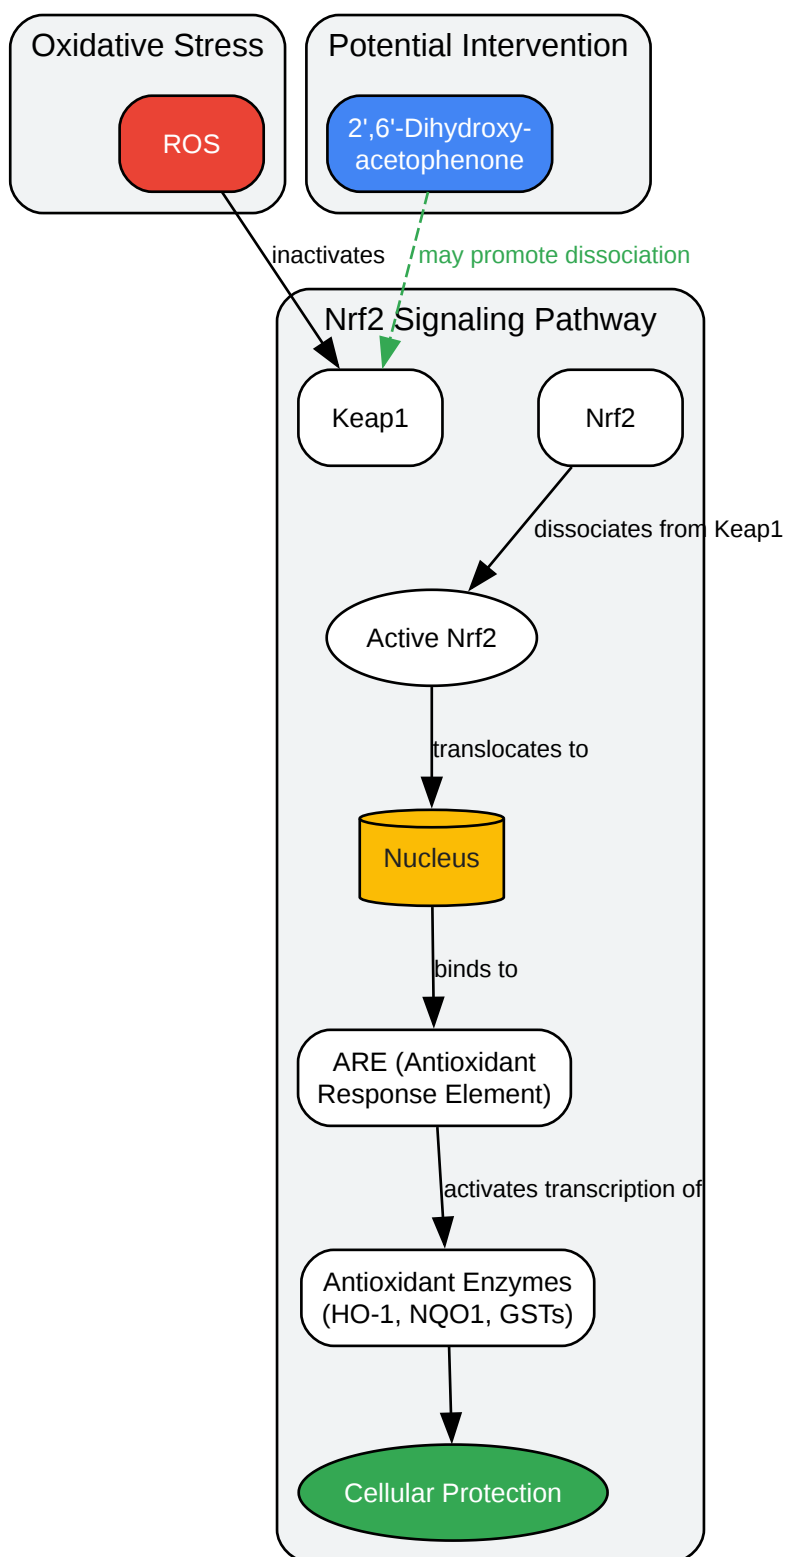 Oxidative Stress
Potential Intervention
ROS
2',6'-Dihydroxy-
acetophenone
inactivates
may promote dissociation
Nrf2 Signaling Pathway
Keap1
Nrf2
dissociates from Keap1
Active Nrf2
translocates to
Nucleus
binds to
ARE (Antioxidant
Response Element)
activates transcription of
Antioxidant Enzymes
(HO-1, NQO1, GSTs)
Cellular Protection